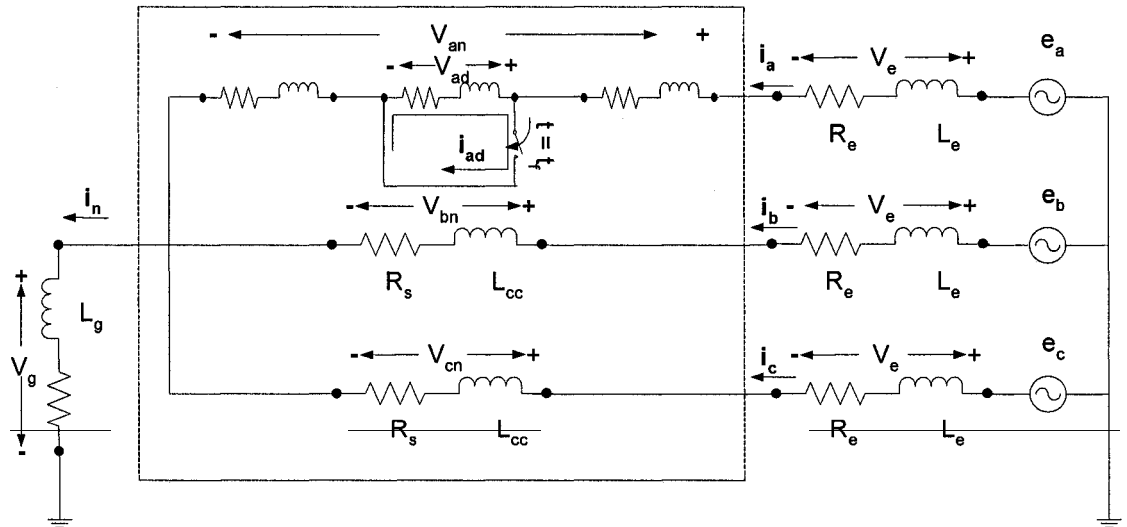 - V_an +
- V_ad +
i_a - V_e + e_a
R_e L_e
i_ad t = t_f
i_n
- V_bn + i_b - V_e + e_b
R_s L_cc R_e L_e
+ L_g
V_g
-
- V_cn + i_c - V_e + e_c
R_s L_cc R_e L_e